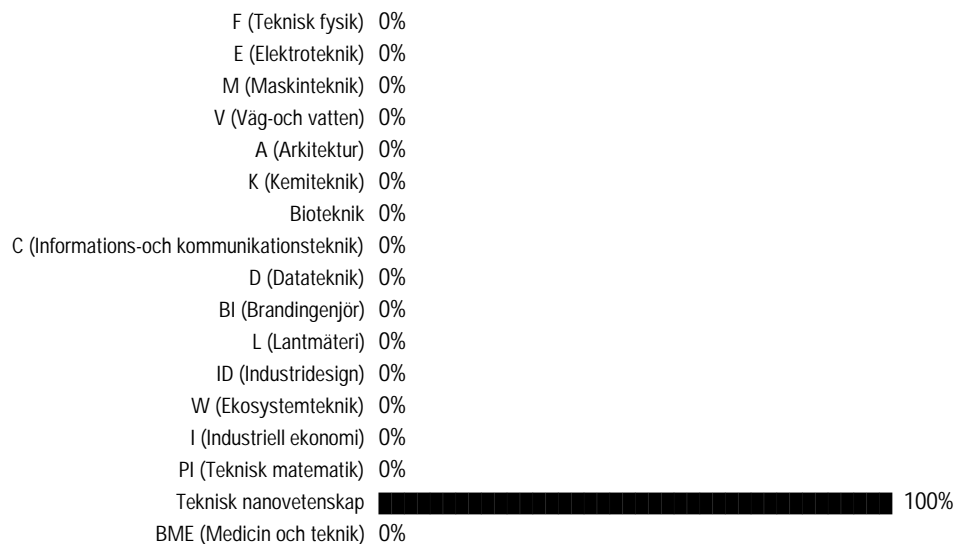 F (Teknisk fysik) 0%
E (Elektroteknik) 0%
M (Maskinteknik) 0%
V (Väg-och vatten) 0%
A (Arkitektur) 0%
K (Kemiteknik) 0%
Bioteknik 0%
C (Informations-och kommunikationsteknik) 0%
D (Datateknik) 0%
BI (Brandingenjör) 0%
L (Lantmäteri) 0%
ID (Industridesign) 0%
W (Ekosystemteknik) 0%
I (Industriell ekonomi) 0%
PI (Teknisk matematik) 0%
Teknisk nanovetenskap 100%
BME (Medicin och teknik) 0%